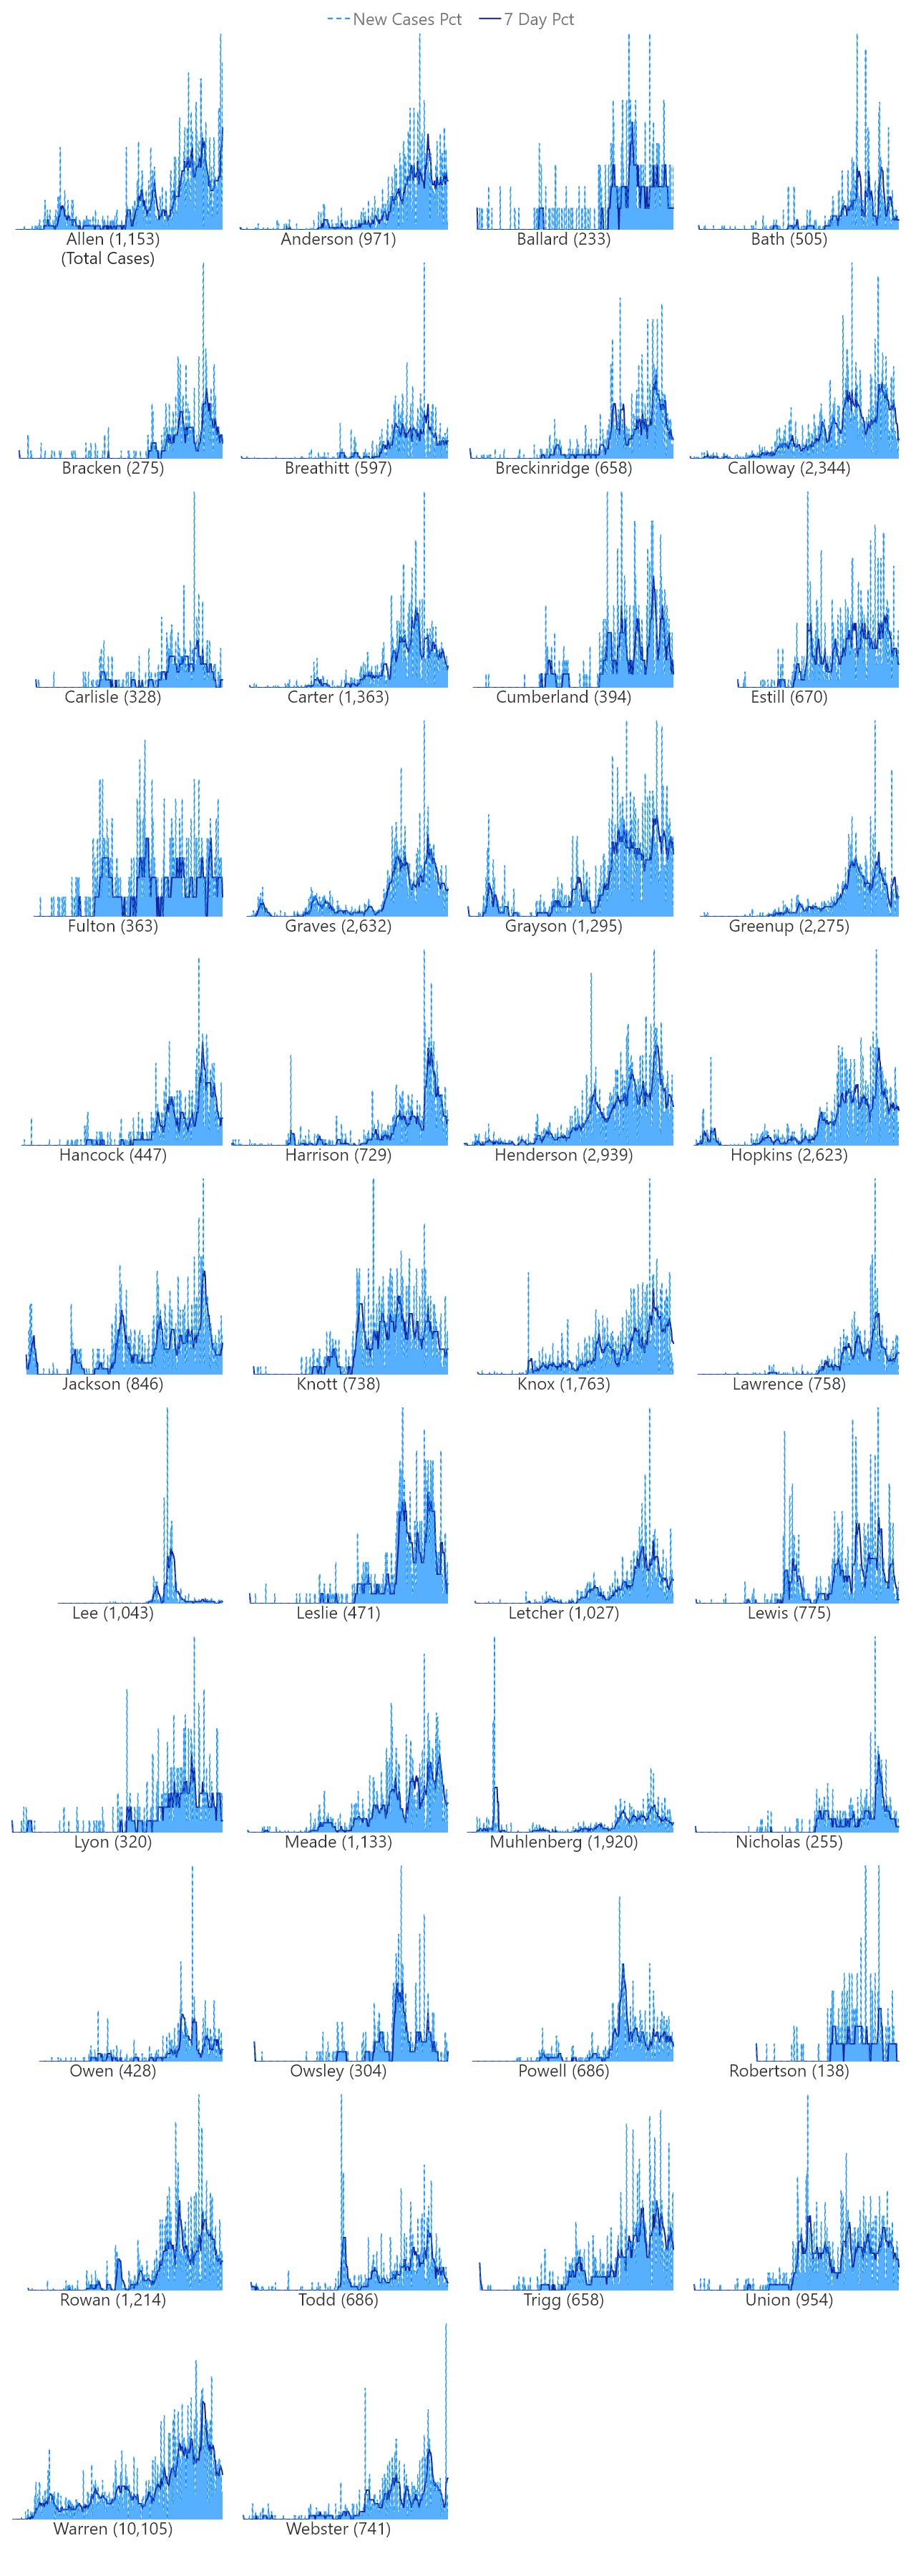 New Cases Pct 7 Day Pct
Allen (1,153) Anderson (971) Ballard (233) Bath (505)
(Total Cases)
Bracken (275) Breathitt (597) Breckinridge (658) Calloway (2,344)
Carlisle (328) Carter (1,363) Cumberland (394) Estill (670)
Fulton (363) Graves (2,632) Grayson (1,295) Greenup (2,275)
Hancock (447) Harrison (729) Henderson (2,939) Hopkins (2,623)
Jackson (846) Knott (738) Knox (1,763) Lawrence (758)
Lee (1,043) Leslie (471) Letcher (1,027) Lewis (775)
Lyon (320) Meade (1,133) Muhlenberg (1,920) Nicholas (255)
Owen (428) Owsley (304) Powell (686) Robertson (138)
Rowan (1,214) Todd (686) Trigg (658) Union (954)
Warren (10,105) Webster (741)